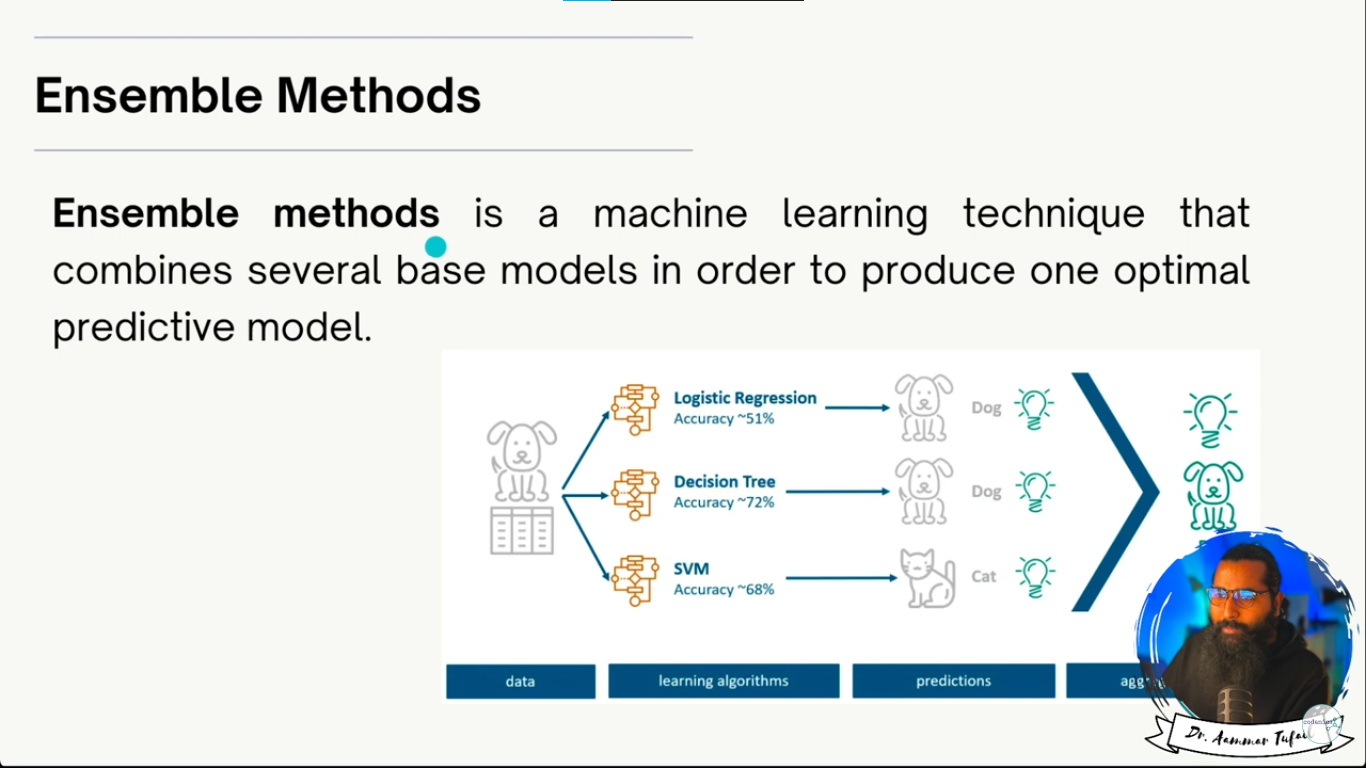 Ensemble Methods
Ensemble methods is a machine learning technique that
combines several base models in order to produce one optimal
predictive model.
Logistic Regression
Accuracy ~51%
Dog
Decision Tree
Accuracy ~72%
Dog
SVM
Accuracy ~68%
Cat
data
learning algorithms
predictions
Dr. Aammar